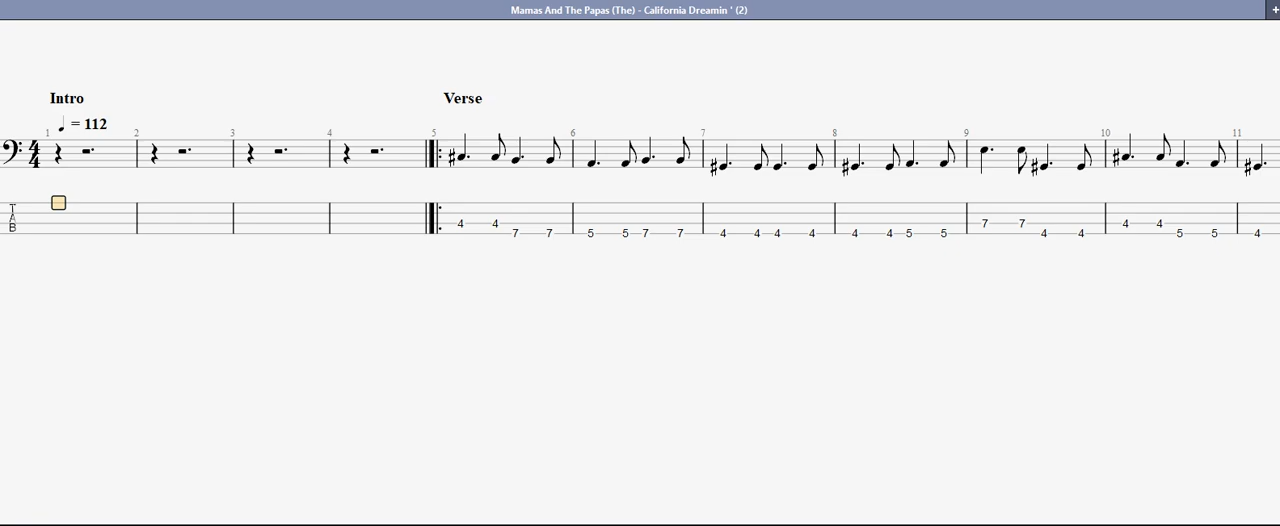 Mamas And The Papas (The) - California Dreamin ' (2)
+
Intro
Verse
= 112
1 2 3 4 5 6 7 8 9 10 11
4
4
T
A
B
4 4 7 7 5 5 7 7 4 4 4 4 4 4 5 5 7 7 4 4 4 4 5 5 4